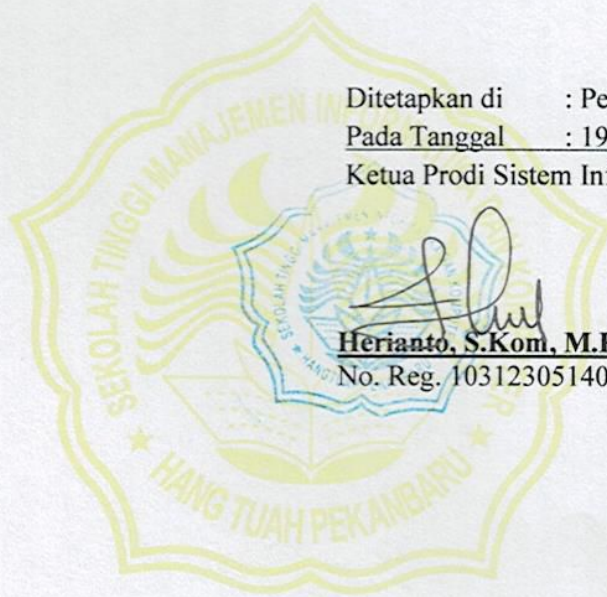 Ditetapkan di : Pe
Pada Tanggal : 19
Ketua Prodi Sistem In
Herianto, S.Kom, M.
No. Reg. 10312305140
SEKOLAH TINGGI MANAJEMEN
HANG TUAH PEKANBARU